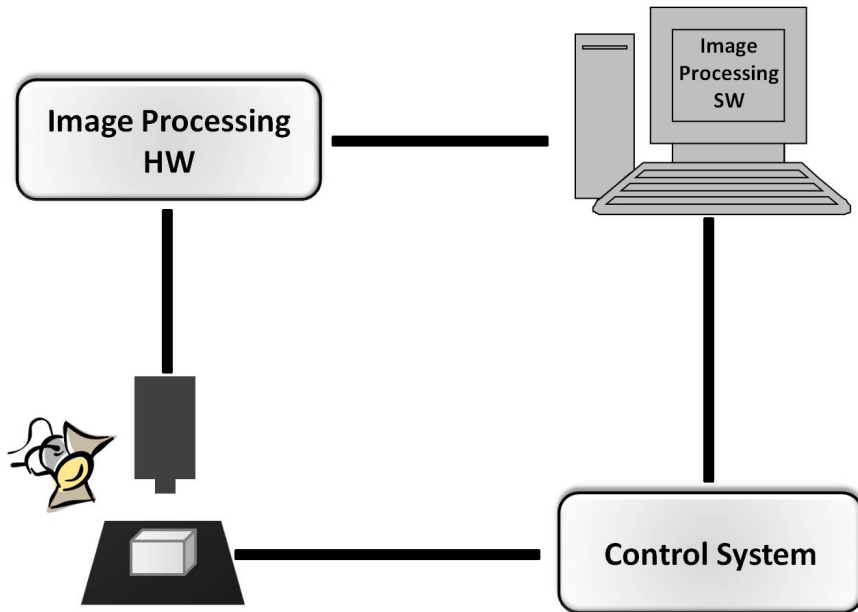 Image Processing
HW
Image
Processing
SW
Control System